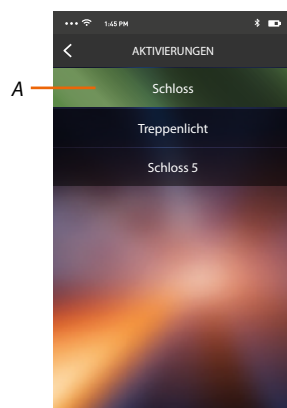 1:45 PM
AKTIVIERUNGEN
A
Schloss
Treppenlicht
Schloss 5